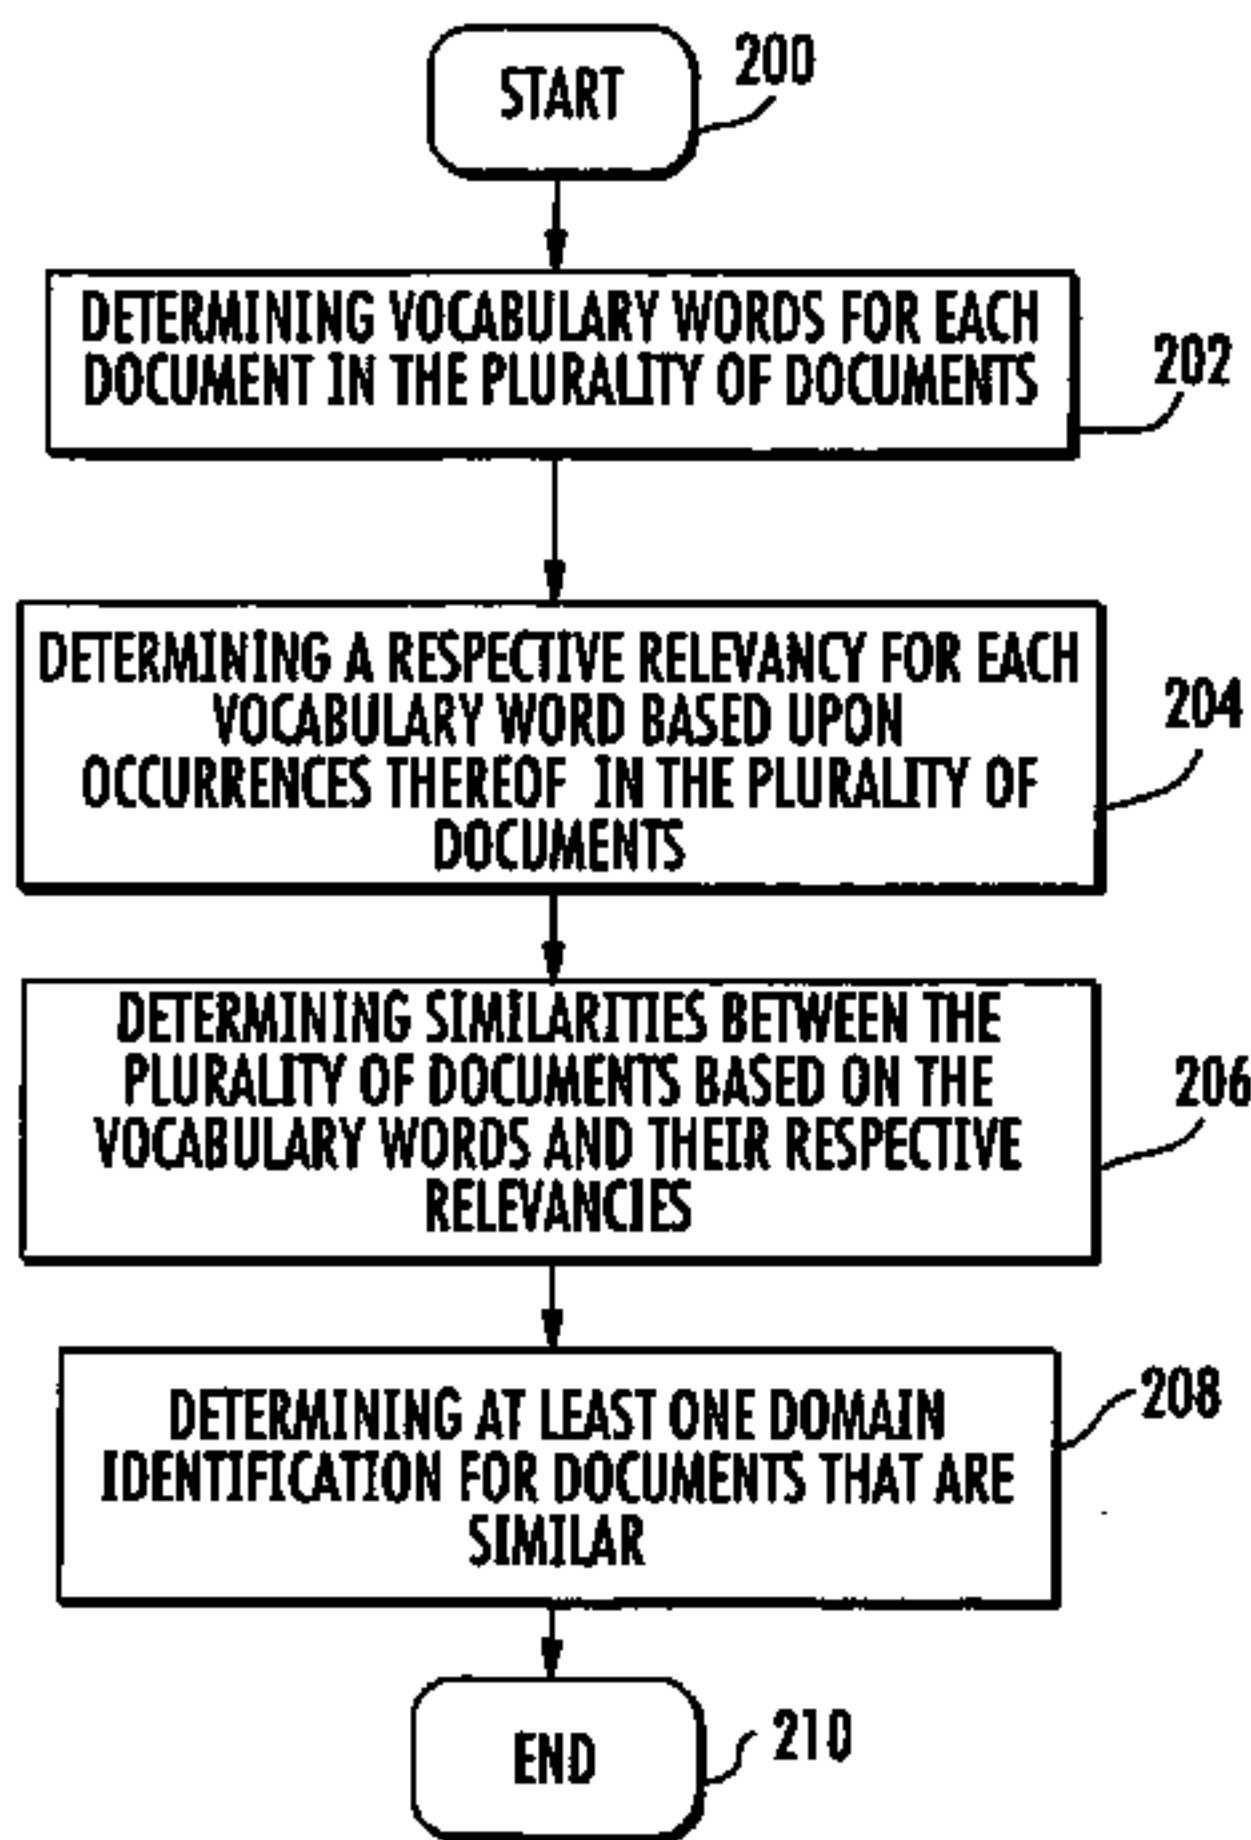 START
200
DETERMINING VOCABULARY WORDS FOR EACH
DOCUMENT IN THE PLURALITY OF DOCUMENTS
202
DETERMINING A RESPECTIVE RELEVANCY FOR EACH
VOCABULARY WORD BASED UPON
OCCURRENCES THEREOF IN THE PLURALITY OF
DOCUMENTS
204
DETERMINING SIMILARITIES BETWEEN THE
PLURALITY OF DOCUMENTS BASED ON THE
VOCABULARY WORDS AND THEIR RESPECTIVE
RELEVANCIES
206
DETERMINING AT LEAST ONE DOMAIN
IDENTIFICATION FOR DOCUMENTS THAT ARE
SIMILAR
208
END
210